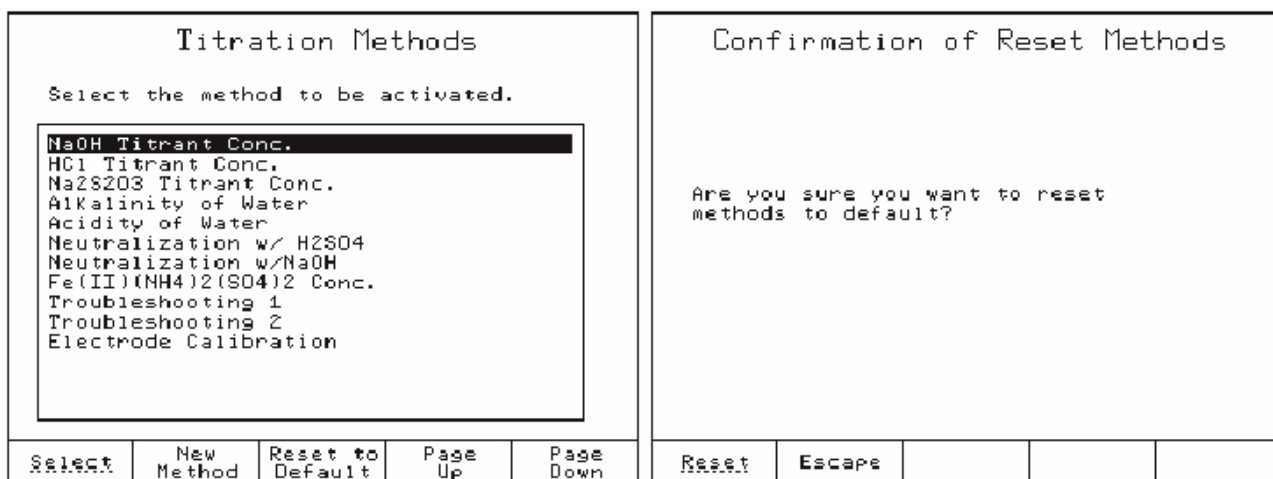 Titration Methods
Select the method to be activated.
NaOH Titrant Conc.
HCl Titrant Conc.
Na2S2O3 Titrant Conc.
AlKalinity of Water
Acidity of Water
Neutralization w/ H2SO4
Neutralization w/NaOH
Fe(II)(NH4)2(SO4)2 Conc.
Troubleshooting 1
Troubleshooting 2
Electrode Calibration
Select
New
Method
Reset to
Default
Page
Up
Page
Down
Confirmation of Reset Methods
Are you sure you want to reset
methods to default?
Reset
Escape